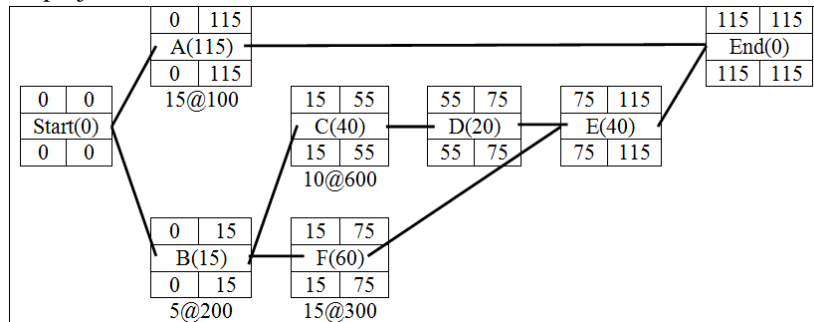 0 115
A(115)
0 115
15@100
115 115
End(0)
115 115
0 0
Start(0)
0 0
15 55
C(40)
15 55
10@600
55 75
D(20)
55 75
75 115
E(40)
75 115
0 15
B(15)
0 15
5@200
15 75
F(60)
15 75
15@300